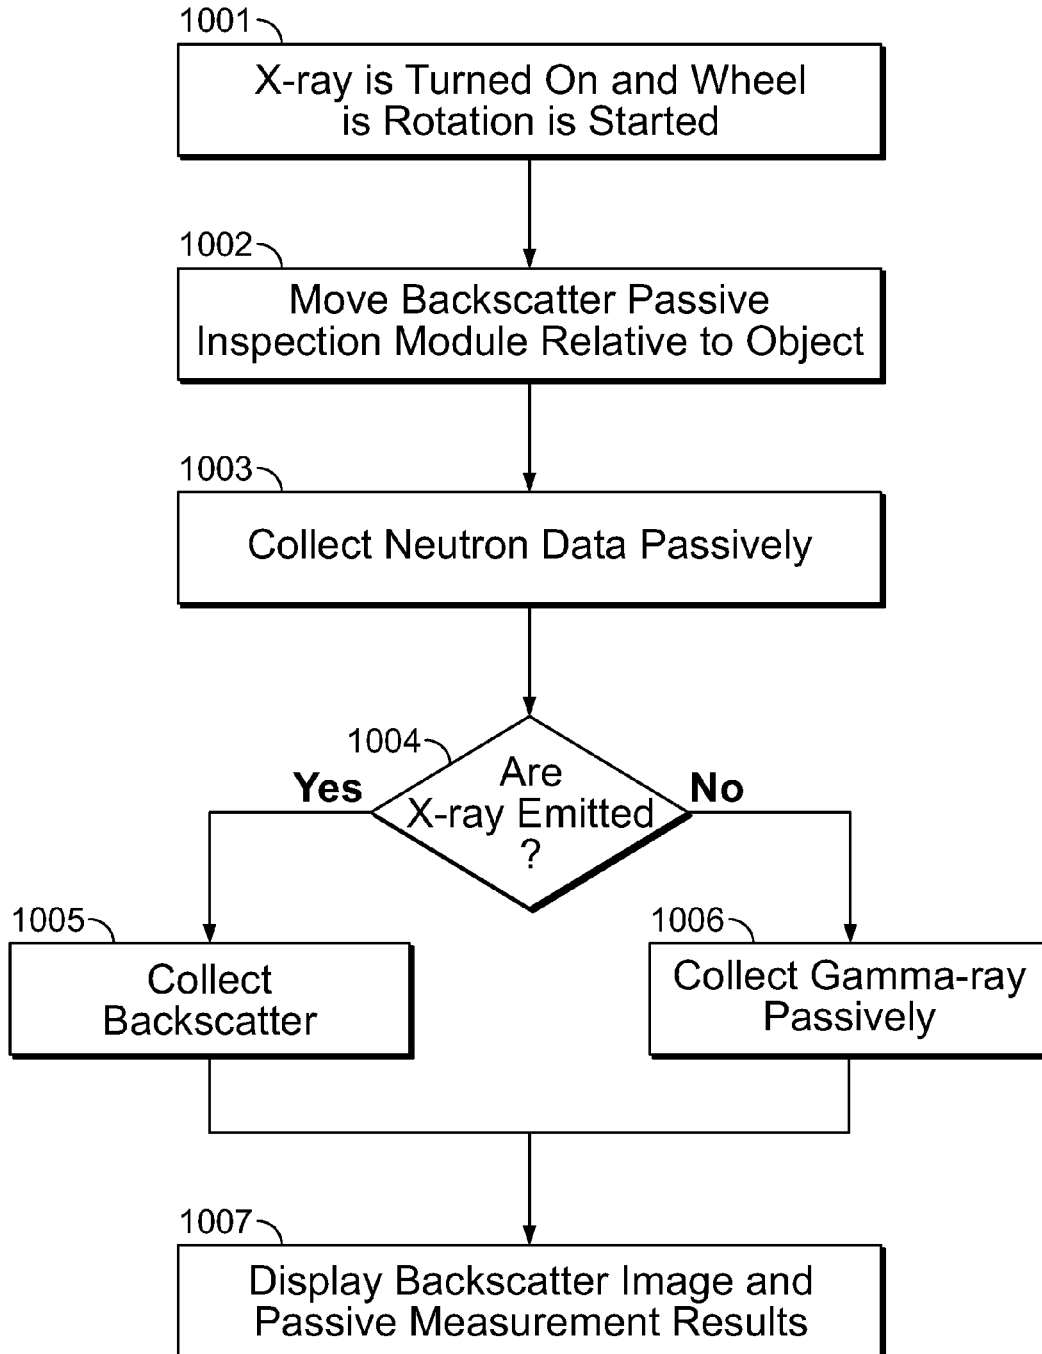 1001
X-ray is Turned On and Wheel
is Rotation is Started
1002
Move Backscatter Passive
Inspection Module Relative to Object
1003
Collect Neutron Data Passively
1004
Are
X-ray Emitted
?
Yes
No
1005
Collect
Backscatter
1006
Collect Gamma-ray
Passively
1007
Display Backscatter Image and
Passive Measurement Results